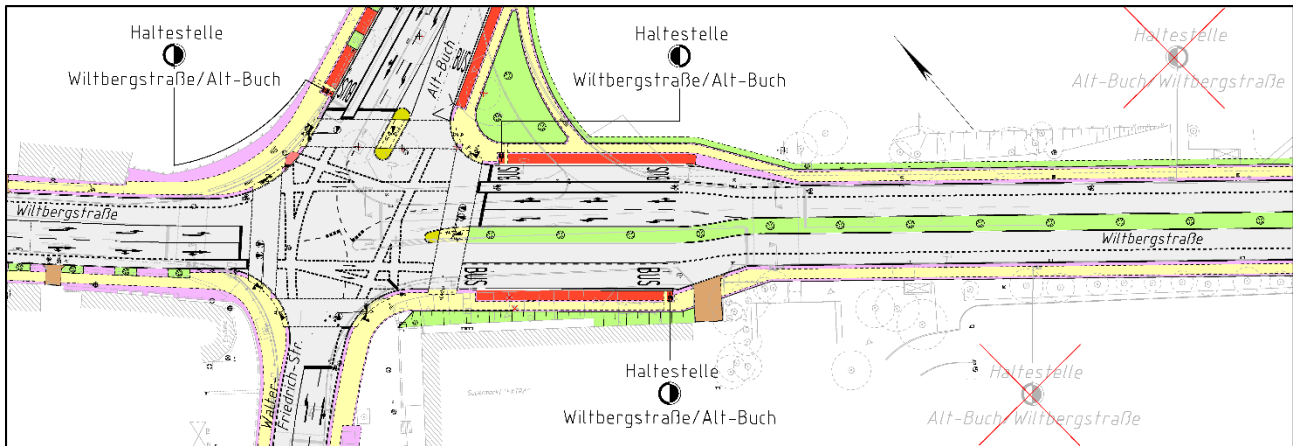 Haltestelle
Wiltbergstraße/Alt-Buch
Haltestelle
Wiltbergstraße/Alt-Buch
Haltestelle
Alt-Buch/Wiltbergstraße
BUS
Alt-Buch
BUS
BUS
Wiltbergstraße
Wiltbergstraße
BUS
BUS
Walter-
Friedrich-Str.
Haltestelle
Wiltbergstraße/Alt-Buch
Haltestelle
Alt-Buch/Wiltbergstraße